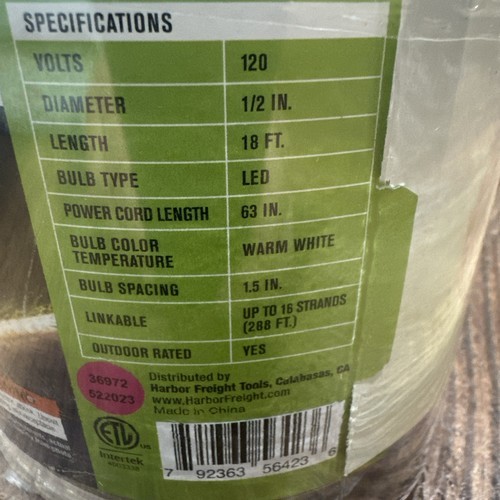 SPECIFICATIONS
VOLTS 120
DIAMETER 1/2 IN.
LENGTH 18 FT.
BULB TYPE LED
POWER CORD LENGTH 63 IN.
BULB COLOR TEMPERATURE WARM WHITE
BULB SPACING 1.5 IN.
LINKABLE UP TO 16 STRANDS (288 FT.)
OUTDOOR RATED YES
36972
522023
Distributed by
Harbor Freight Tools, Calabasas, CA
www.HarborFreight.com
Made in China
ETL
US
Intertek
7 92363 56423 6